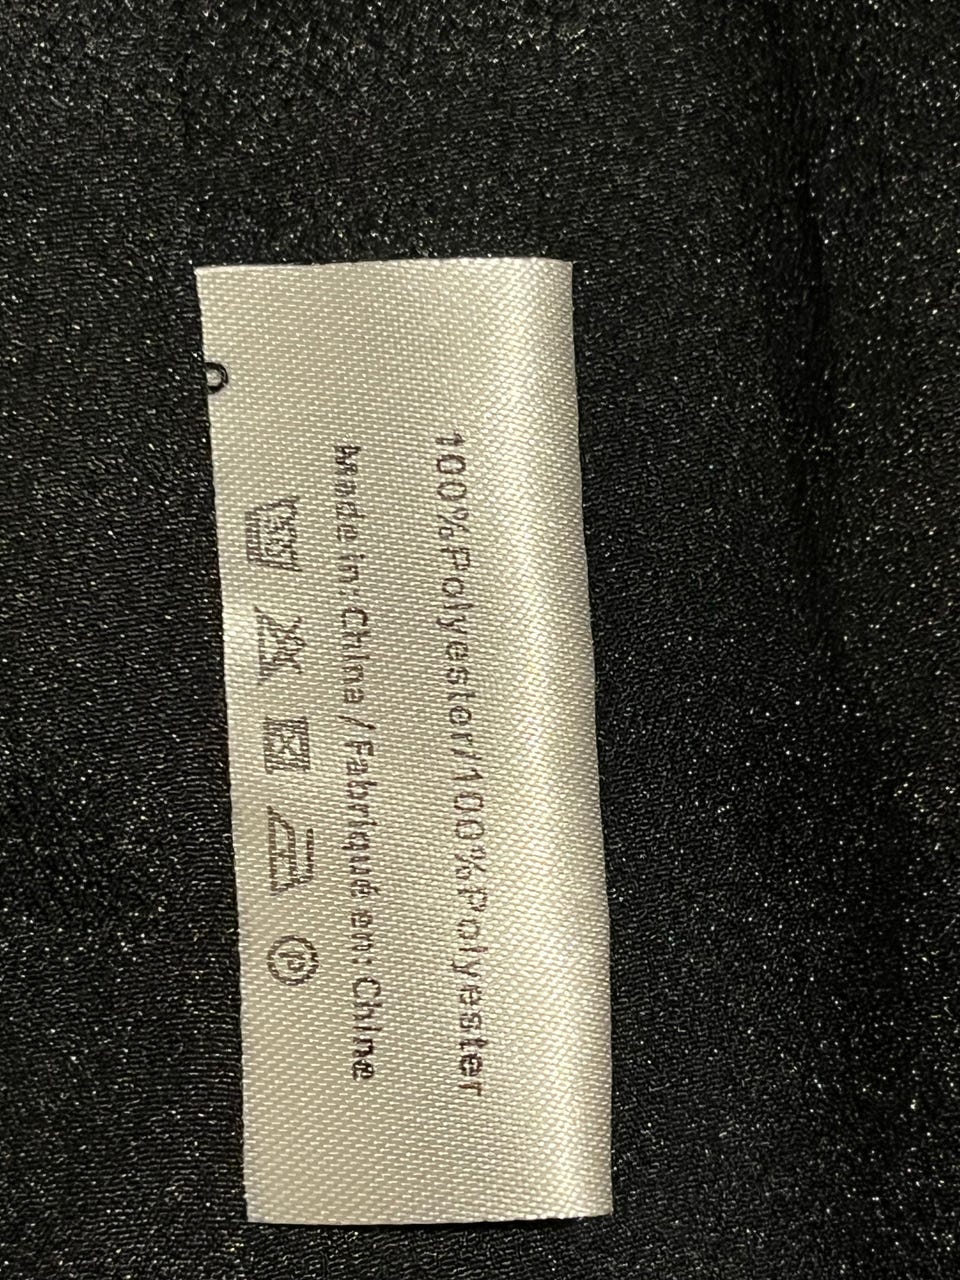 100%Polyester/100%Polyester
Made in:China/Fabriqué en: Chine
P